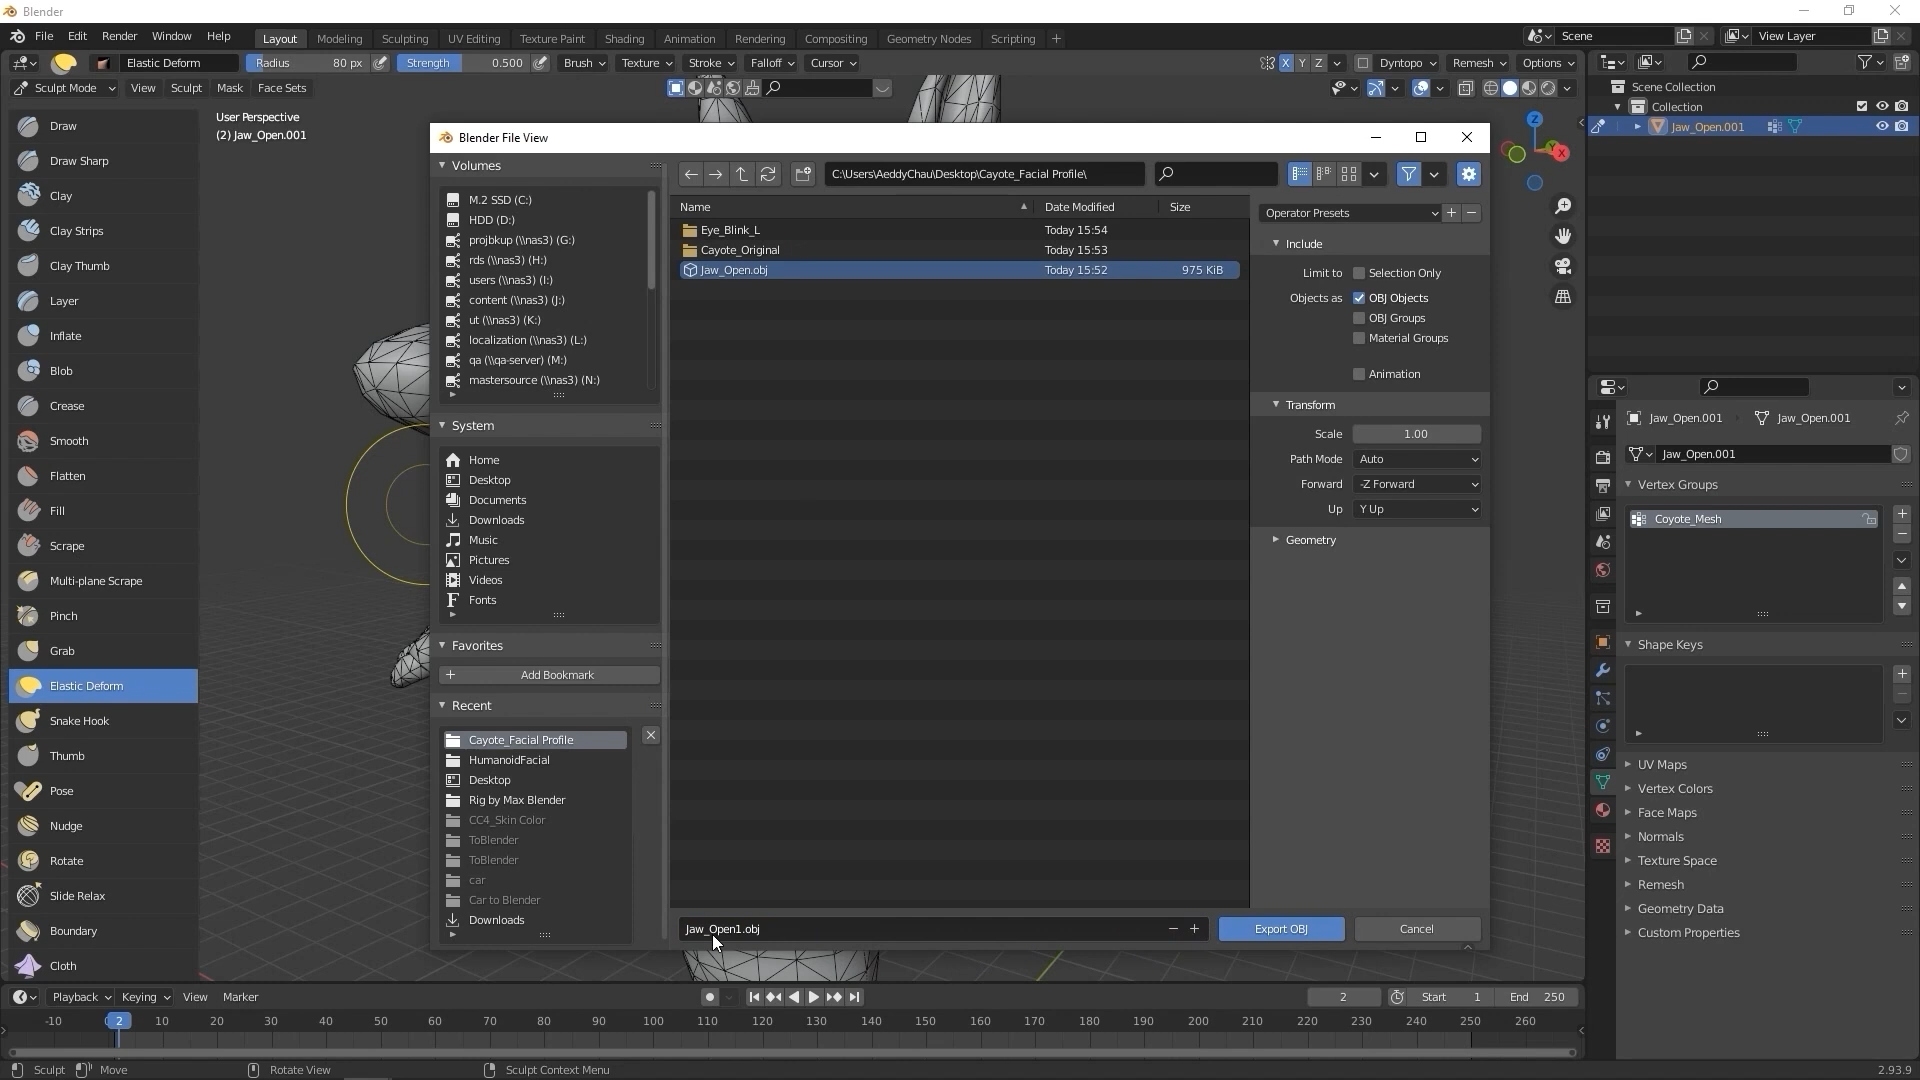 Blender
File Edit Render Window Help Layout Modeling Sculpting UV Editing Texture Paint Shading Animation Rendering Compositing Geometry Nodes Scripting + Scene View Layer
Elastic Deform Radius 80 px Strength 0.500 Brush Texture Stroke Falloff Cursor X Y Z Dyntopo Remesh Options
Sculpt Mode View Sculpt Mask Face Sets
Draw
Draw Sharp
Clay
Clay Strips
Clay Thumb
Layer
Inflate
Blob
Crease
Smooth
Flatten
Fill
Scrape
Multi-plane Scrape
Pinch
Grab
Elastic Deform
Snake Hook
Thumb
Pose
Nudge
Rotate
Slide Relax
Boundary
Cloth
User Perspective
(2) Jaw_Open.001
Blender File View
Volumes
M.2 SSD (C:)
HDD (D:)
projbkup (\\nas3) (G:)
rds (\\nas3) (H:)
users (\\nas3) (I:)
content (\\nas3) (J:)
ut (\\nas3) (K:)
localization (\\nas3) (L:)
qa (\\qa-server) (M:)
mastersource (\\nas3) (N:)
System
Home
Desktop
Documents
Downloads
Music
Pictures
Videos
Fonts
Favorites
+ Add Bookmark
Recent
Cayote_Facial Profile
HumanoidFacial
Desktop
Rig by Max Blender
CC4_Skin Color
ToBlender
ToBlender
car
Car to Blender
Downloads
C:\Users\AeddyChau\Desktop\Cayote_Facial Profile\
Name Date Modified Size
Eye_Blink_L Today 15:54
Cayote_Original Today 15:53
Jaw_Open.obj Today 15:52 975 KiB
Jaw_Open1.obj
Export OBJ Cancel
Operator Presets
Include
Limit to Selection Only
Objects as OBJ Objects
OBJ Groups
Material Groups
Animation
Transform
Scale 1.00
Path Mode Auto
Forward -Z Forward
Up Y Up
Geometry
Z
X
Scene Collection
Collection
Jaw_Open.001
Jaw_Open.001 Jaw_Open.001
Jaw_Open.001
Vertex Groups
Coyote_Mesh
Shape Keys
UV Maps
Vertex Colors
Face Maps
Normals
Texture Space
Remesh
Geometry Data
Custom Properties
Playback Keying View Marker 2 Start 1 End 250
-10 0 2 10 20 30 40 50 60 70 80 90 100 110 120 130 140 150 160 170 180 190 200 210 220 230 240 250 260
Sculpt Move Rotate View Sculpt Context Menu 2.93.9